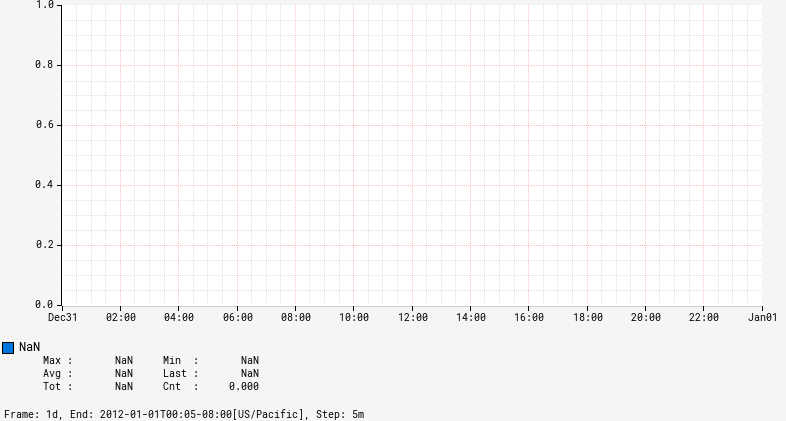 1.0
0.8
0.6
0.4
0.2
0.0
Dec31 02:00 04:00 06:00 08:00 10:00 12:00 14:00 16:00 18:00 20:00 22:00 Jan01
NaN
Max : NaN Min : NaN
Avg : NaN Last : NaN
Tot : NaN Cnt : 0.000
Frame: 1d, End: 2012-01-01T00:05-08:00[US/Pacific], Step: 5m